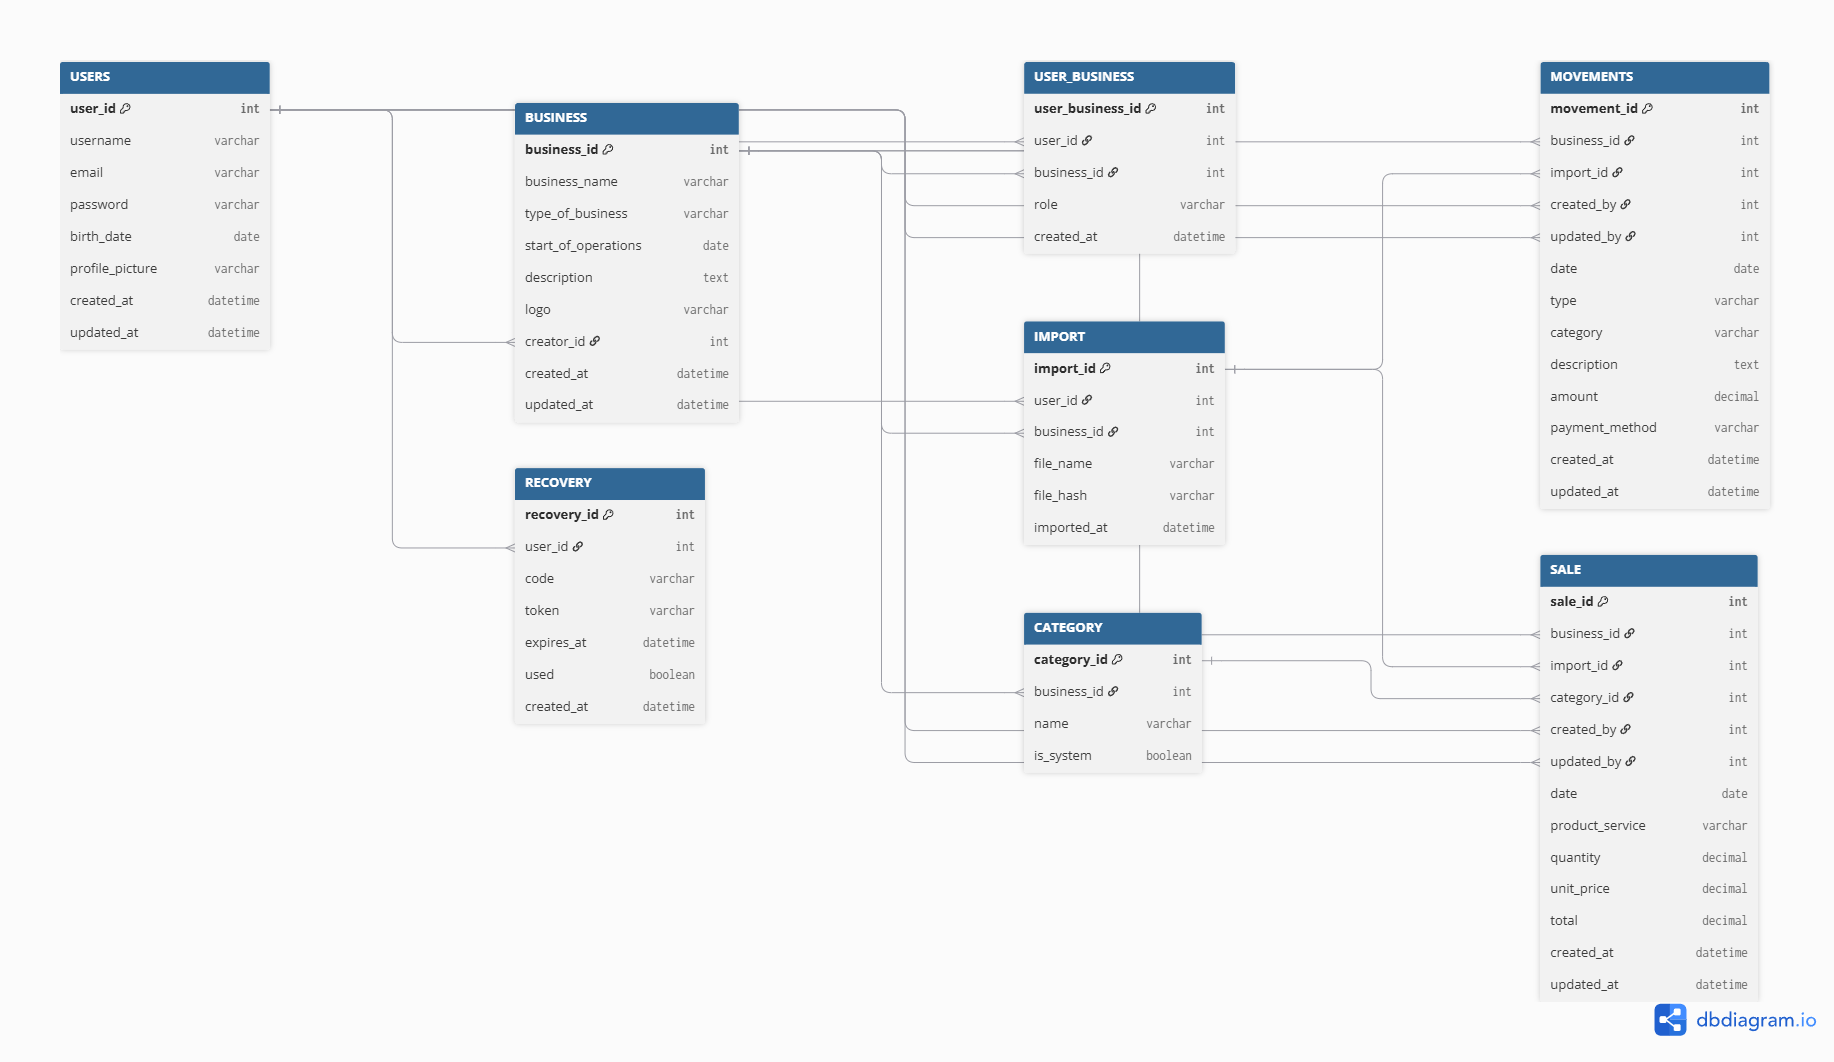 USERS
user_id int
username varchar
email varchar
password varchar
birth_date date
profile_picture varchar
created_at datetime
updated_at datetime
BUSINESS
business_id int
business_name varchar
type_of_business varchar
start_of_operations date
description text
logo varchar
creator_id int
created_at datetime
updated_at datetime
RECOVERY
recovery_id int
user_id int
code varchar
token varchar
expires_at datetime
used boolean
created_at datetime
USER_BUSINESS
user_business_id int
user_id int
business_id int
role varchar
created_at datetime
IMPORT
import_id int
user_id int
business_id int
file_name varchar
file_hash varchar
imported_at datetime
CATEGORY
category_id int
business_id int
name varchar
is_system boolean
MOVEMENTS
movement_id int
business_id int
import_id int
created_by int
updated_by int
date date
type varchar
category varchar
description text
amount decimal
payment_method varchar
created_at datetime
updated_at datetime
SALE
sale_id int
business_id int
import_id int
category_id int
created_by int
updated_by int
date date
product_service varchar
quantity decimal
unit_price decimal
total decimal
created_at datetime
updated_at datetime
dbdiagram.io